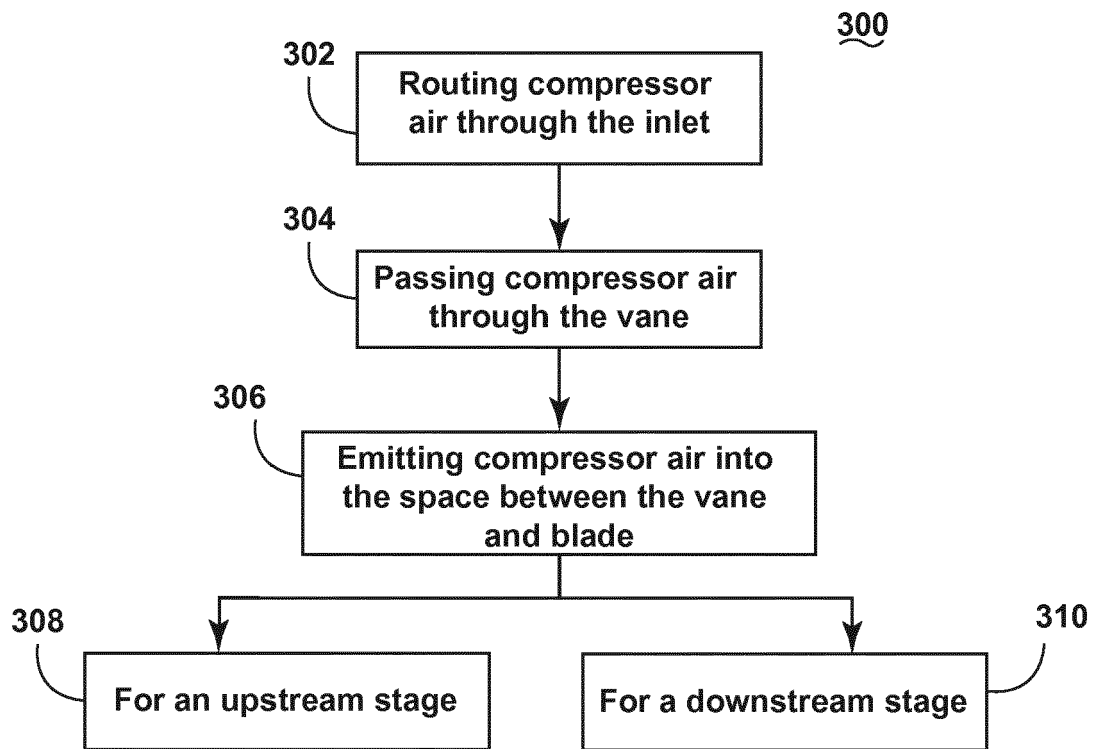 300
302
Routing compressor
air through the inlet
304
Passing compressor air
through the vane
306
Emitting compressor air into
the space between the vane
and blade
308
For an upstream stage
310
For a downstream stage